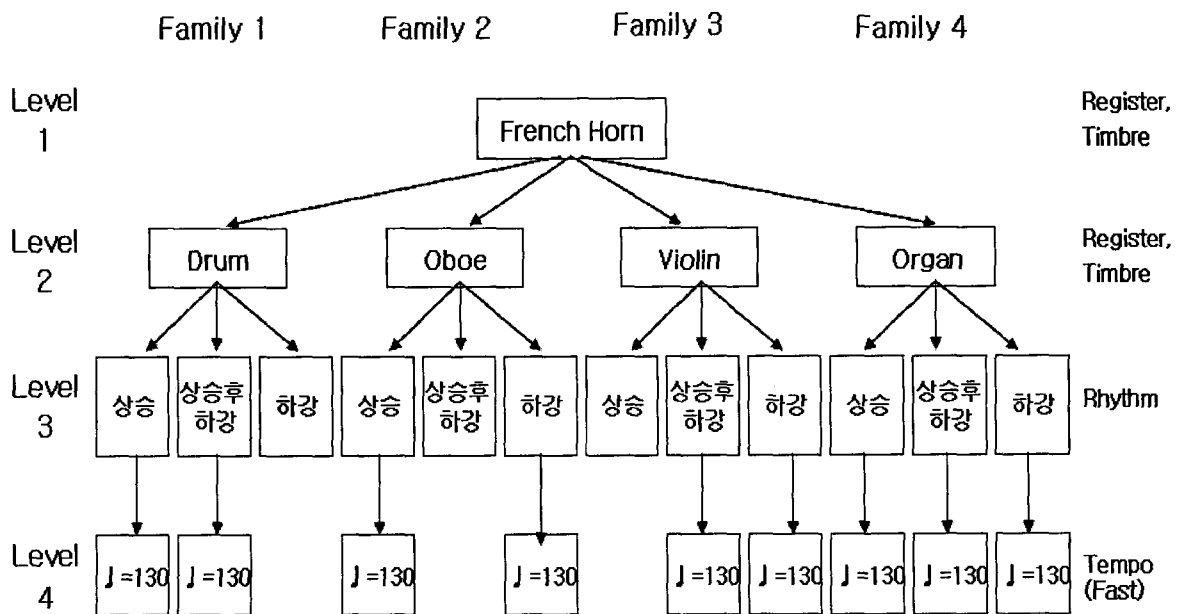 Family 1 Family 2 Family 3 Family 4
Level
1
French Horn
Register,
Timbre
Level
2
Drum Oboe Violin Organ
Register,
Timbre
Level
3
상승 상승후
하강 하강 상승 상승후
하강 하강 상승 상승후
하강 하강 상승 상승후
하강 하강
Rhythm
Level
4
♩=130 ♩=130 ♩=130 ♩=130 ♩=130 ♩=130 ♩=130 ♩=130 ♩=130
Tempo
(Fast)